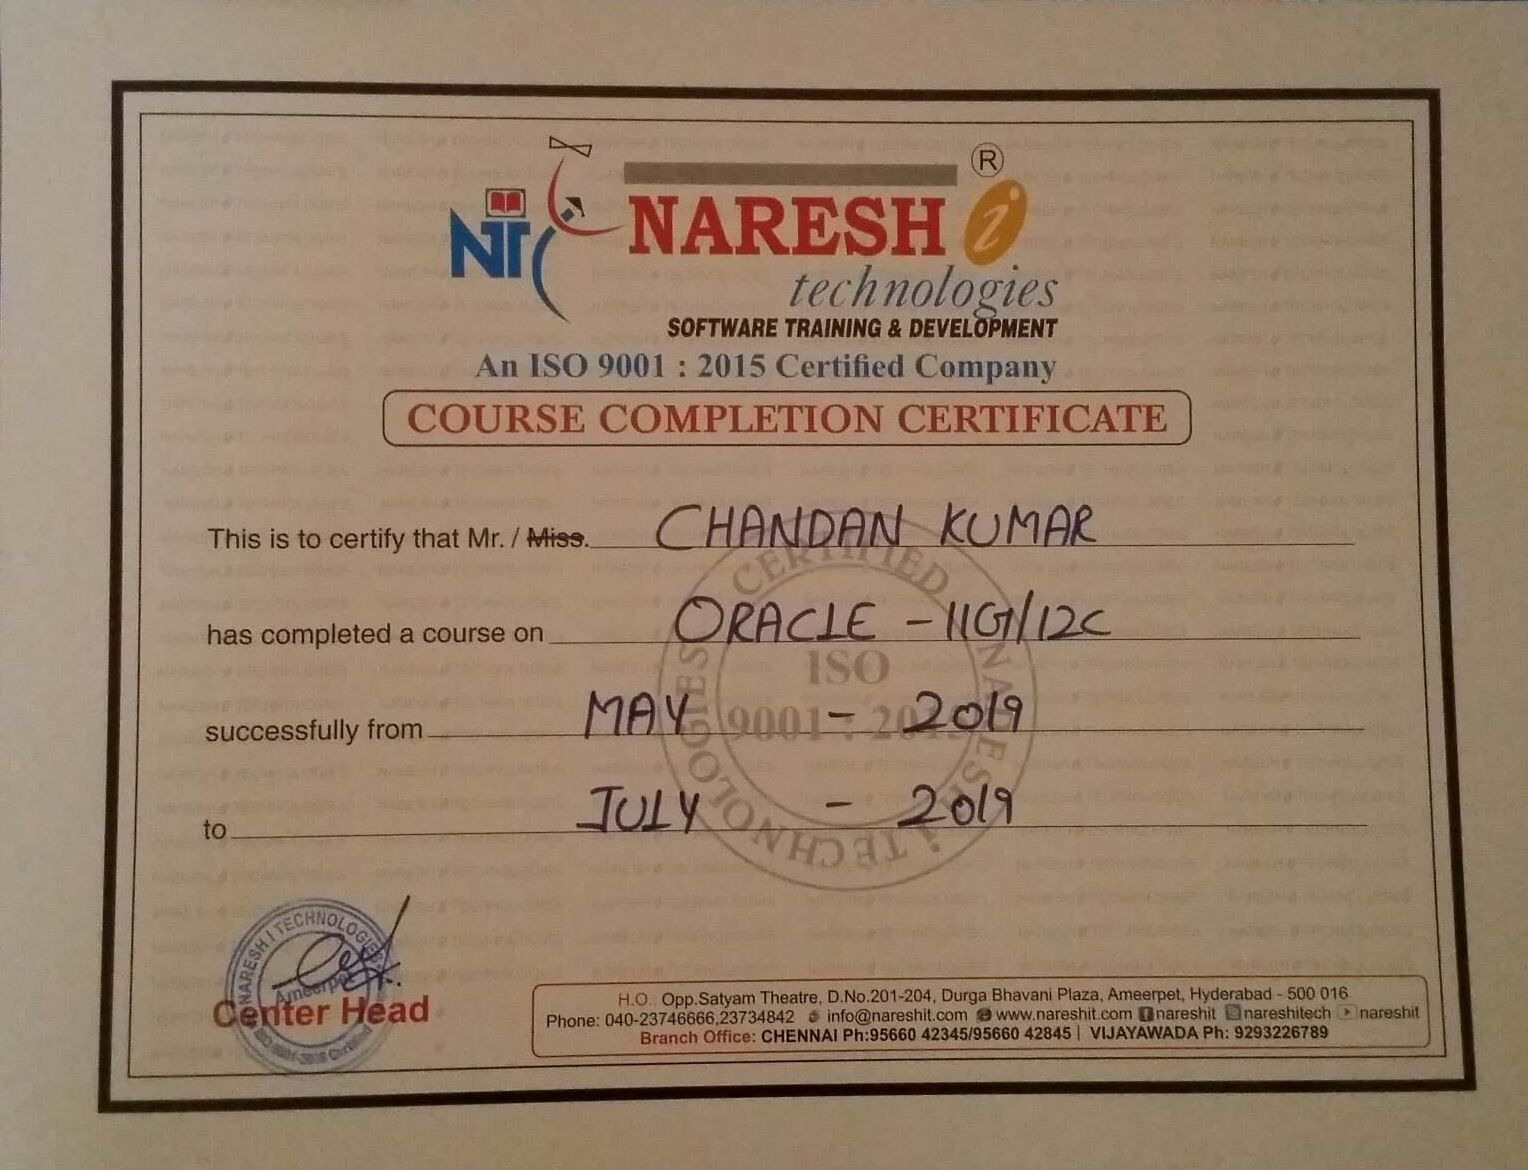 NTi
NARESH i ®
technologies
SOFTWARE TRAINING & DEVELOPMENT
An ISO 9001 : 2015 Certified Company
COURSE COMPLETION CERTIFICATE
This is to certify that Mr. / Miss. CHANDAN KUMAR
has completed a course on ORACLE - 11G/12C
successfully from MAY - 2019
to JULY - 2019
CERTIFIED NARESH i TECHNOLOGIES
ISO
9001 : 2015
NARESH I TECHNOLOGIES
Ameerpet
Center Head
H.O. Opp.Satyam Theatre, D.No.201-204, Durga Bhavani Plaza, Ameerpet, Hyderabad - 500 016
Phone: 040-23746666,23734842 info@nareshit.com www.nareshit.com nareshit nareshitech nareshit
Branch Office: CHENNAI Ph:95660 42345/95660 42845 | VIJAYAWADA Ph: 9293226789